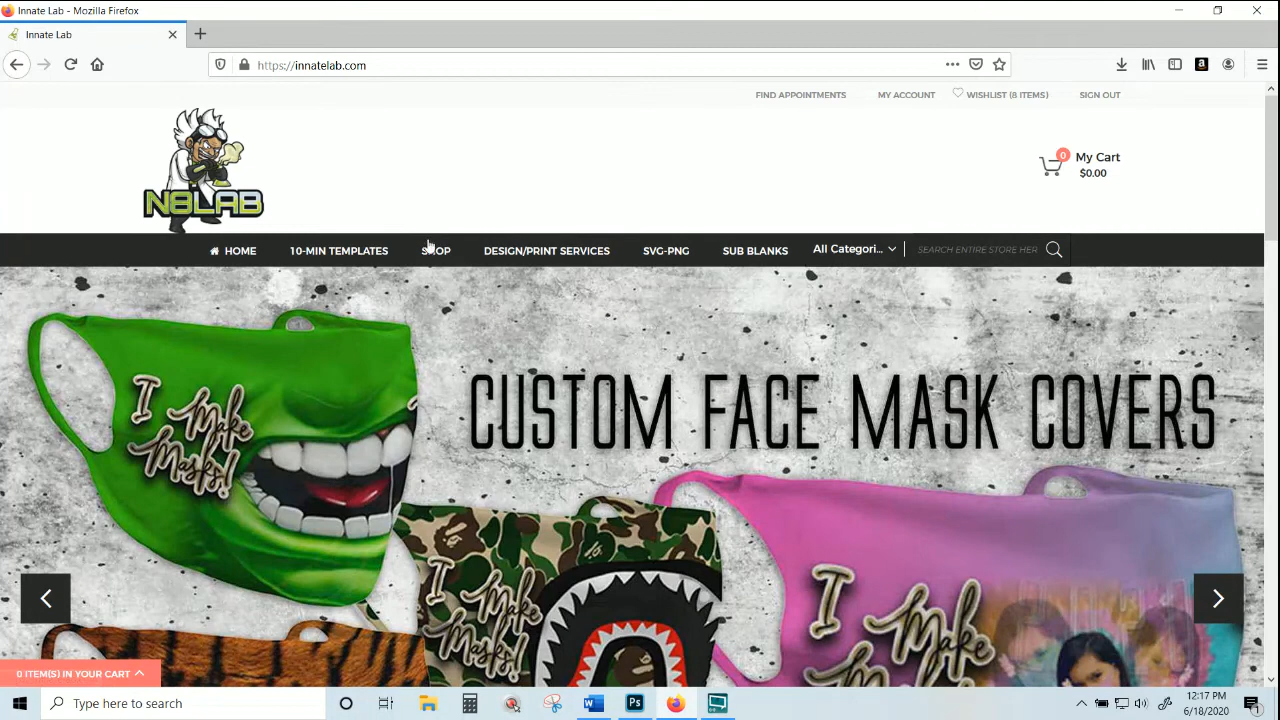 Innate Lab - Mozilla Firefox
Innate Lab
https://innatelab.com
FIND APPOINTMENTS MY ACCOUNT WISHLIST (8 ITEMS) SIGN OUT
N8LAB
0
My Cart
$0.00
HOME 10-MIN TEMPLATES SHOP DESIGN/PRINT SERVICES SVG-PNG SUB BLANKS All Categori... SEARCH ENTIRE STORE HER
CUSTOM FACE MASK COVERS
I Make
Masks!
I Make
Masks!
I Make
0 ITEM(S) IN YOUR CART
Type here to search
12:17 PM
6/18/2020
1